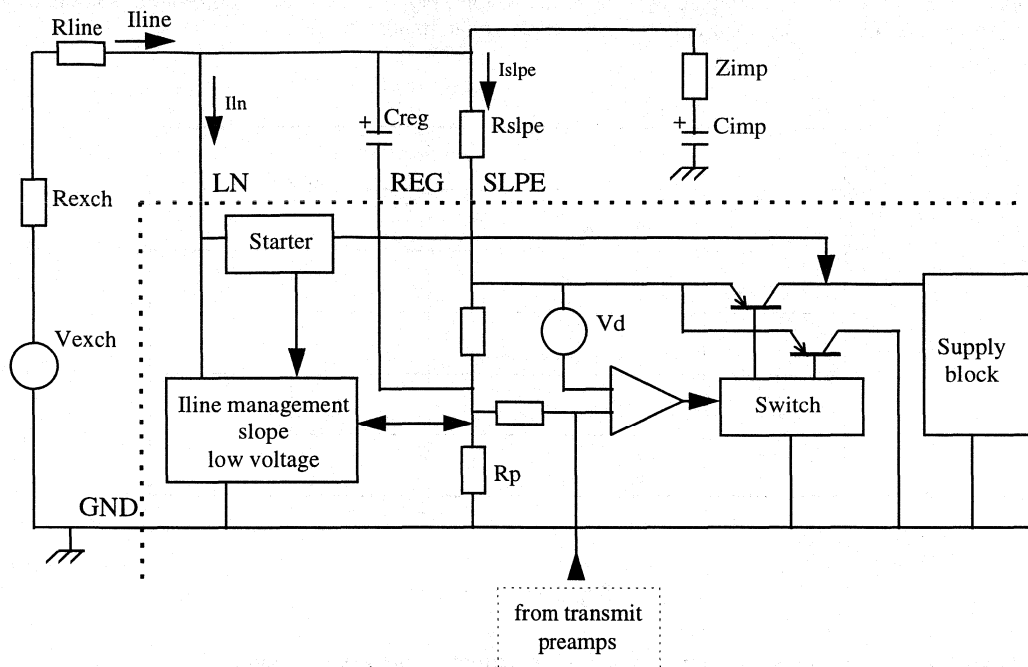 Iline
Rline
Islpe
Zimp
Iln
+
Creg
Rslpe
+
Cimp
LN
REG
SLPE
Rexch
Starter
Vexch
Vd
Supply
block
Iline management
slope
low voltage
Switch
Rp
GND
from transmit
preamps